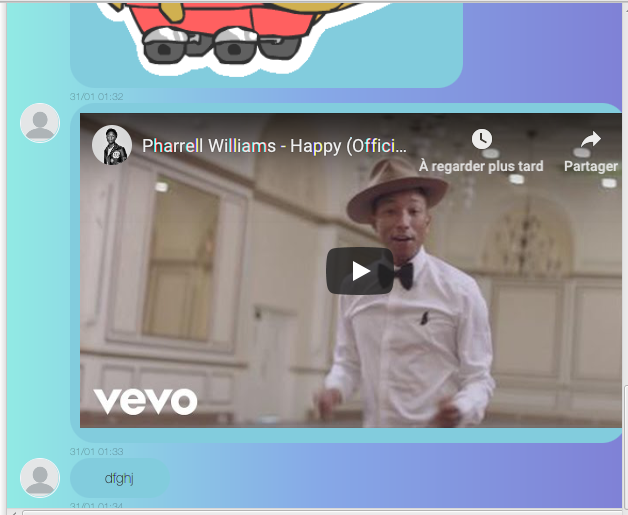 31/01 01:32
Pharrell Williams - Happy (Offici...
À regarder plus tard
Partager
vevo
31/01 01:33
dfghj
31/01 01:34